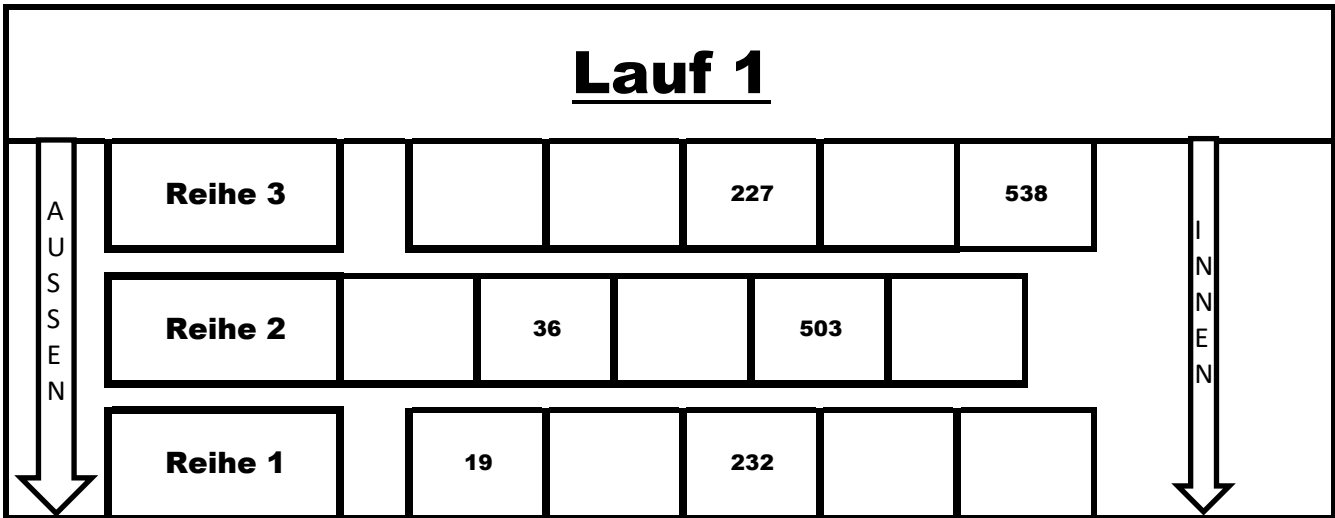 Lauf 1
AUSSEN
INNEN
Reihe 3 227 538
Reihe 2 36 503
Reihe 1 19 232